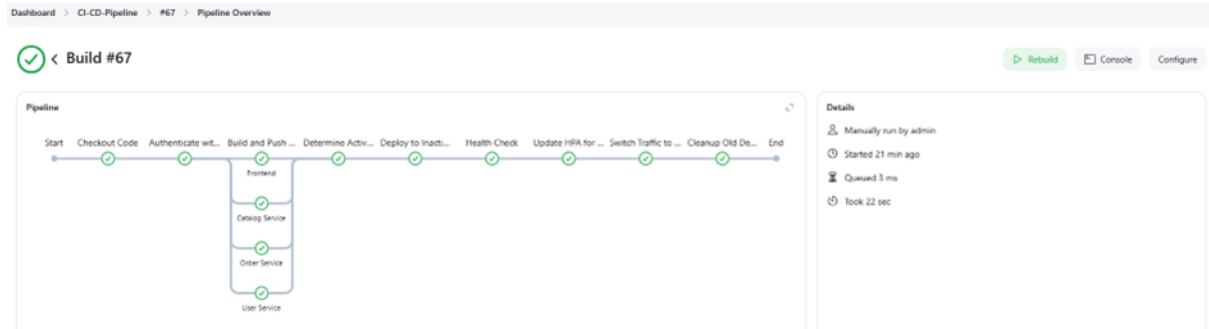 Dashboard > CI-CD-Pipeline > #67 > Pipeline Overview
Build #67
Rebuild
Console
Configure
Pipeline
Start Checkout Code Authenticate wit... Build and Push ... Determine Activ... Deploy to Inacti... Health Check Update HPA for ... Switch Traffic to ... Cleanup Old De... End
Frontend
Catalog Service
Order Service
User Service
Details
Manually run by admin
Started 21 min ago
Queued 3 ms
Took 22 sec